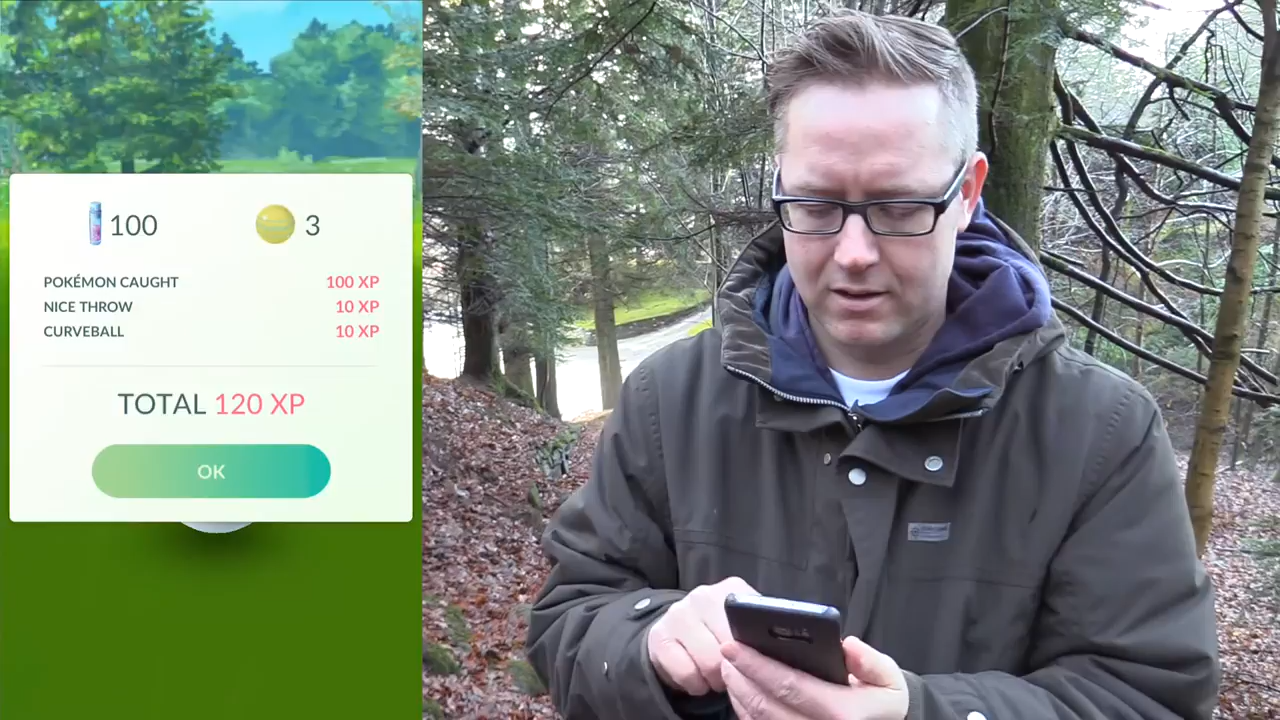 100 3
POKÉMON CAUGHT 100 XP
NICE THROW 10 XP
CURVEBALL 10 XP
TOTAL 120 XP
OK